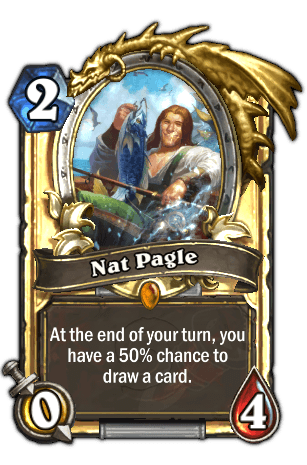 2
Nat Pagle
At the end of your turn, you
have a 50% chance to
draw a card.
0
4